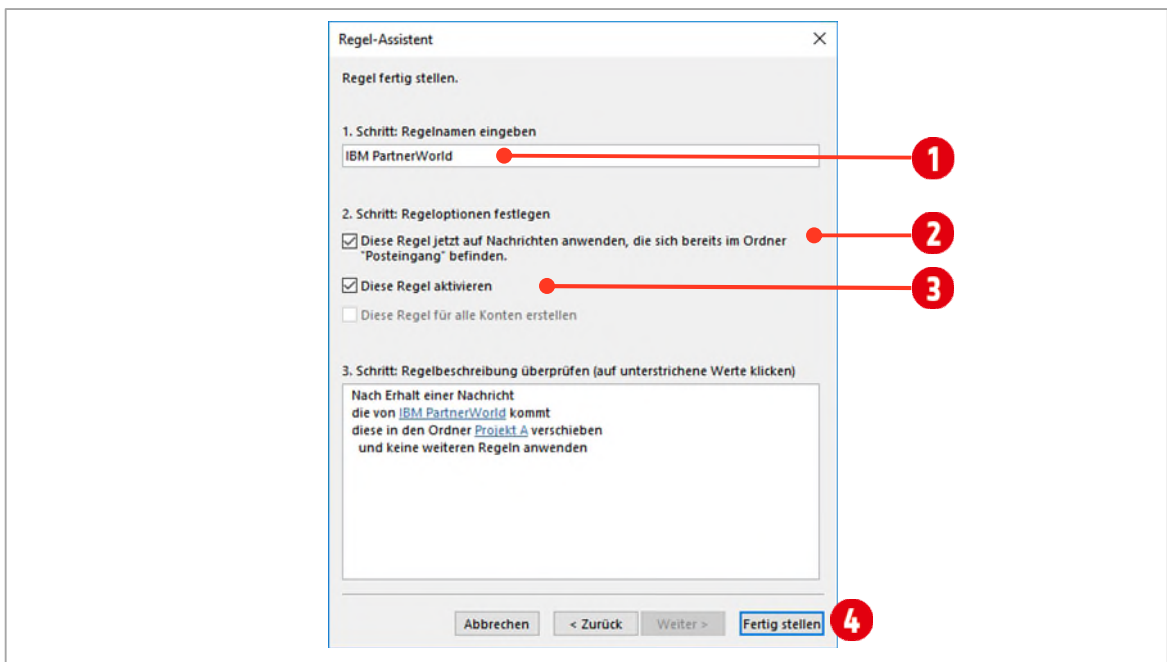 Regel-Assistent
Regel fertig stellen.
1. Schritt: Regelnamen eingeben
IBM PartnerWorld
1
2. Schritt: Regeloptionen festlegen
Diese Regel jetzt auf Nachrichten anwenden, die sich bereits im Ordner
"Posteingang" befinden.
2
Diese Regel aktivieren
3
Diese Regel für alle Konten erstellen
3. Schritt: Regelbeschreibung überprüfen (auf unterstrichene Werte klicken)
Nach Erhalt einer Nachricht
die von IBM PartnerWorld kommt
diese in den Ordner Projekt A verschieben
und keine weiteren Regeln anwenden
Abbrechen < Zurück Weiter > Fertig stellen 4